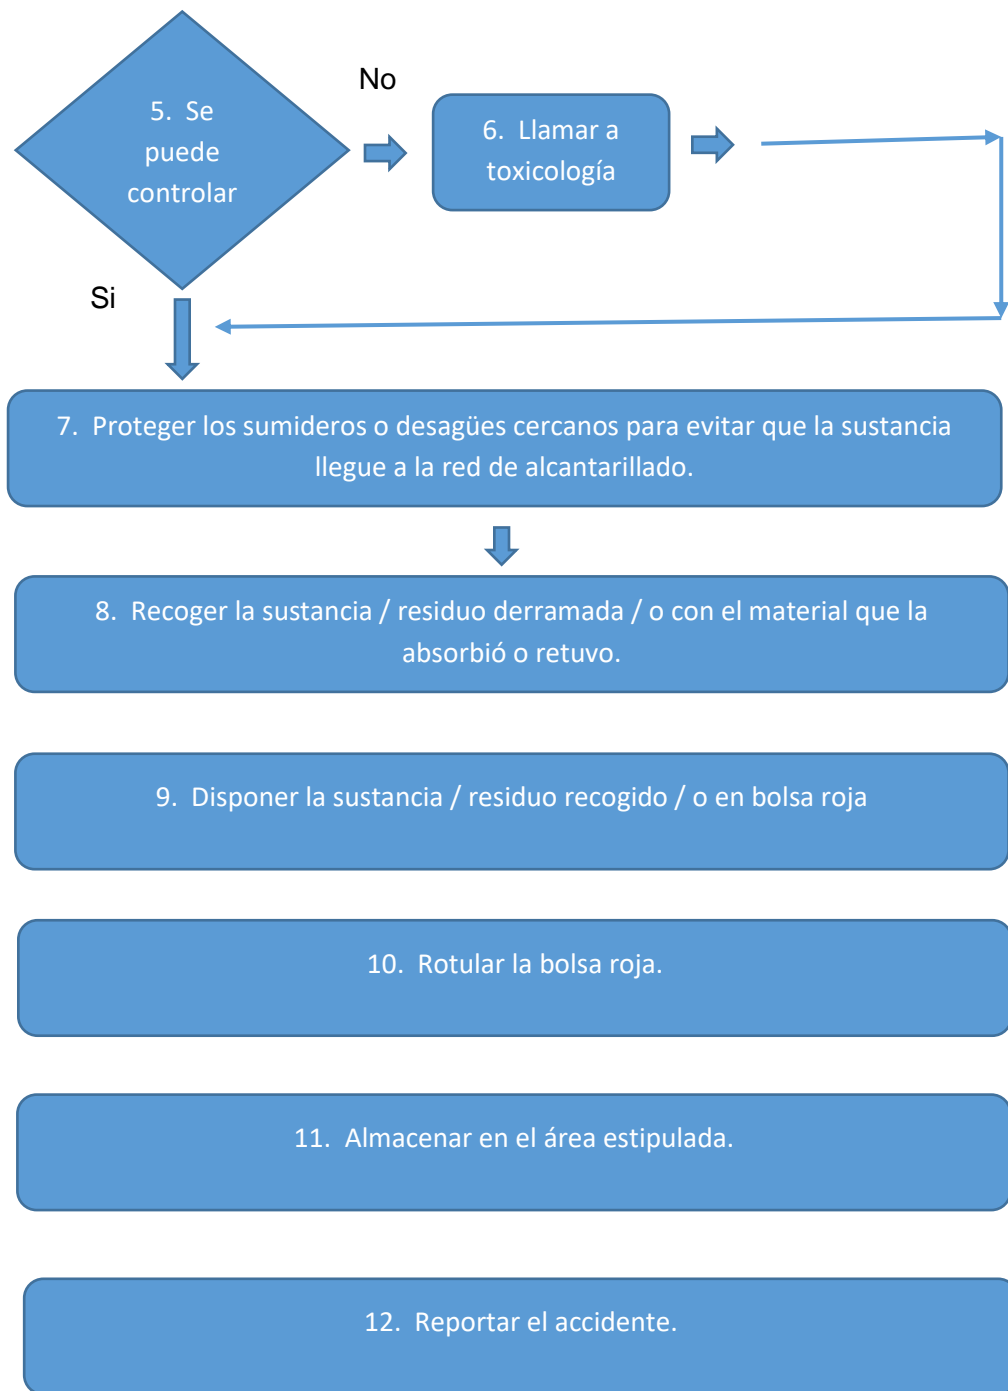 No
5. Se
puede
controlar
6. Llamar a
toxicología
Si
7. Proteger los sumideros o desagües cercanos para evitar que la sustancia
llegue a la red de alcantarillado.
8. Recoger la sustancia / residuo derramada / o con el material que la
absorbió o retuvo.
9. Disponer la sustancia / residuo recogido / o en bolsa roja
10. Rotular la bolsa roja.
11. Almacenar en el área estipulada.
12. Reportar el accidente.